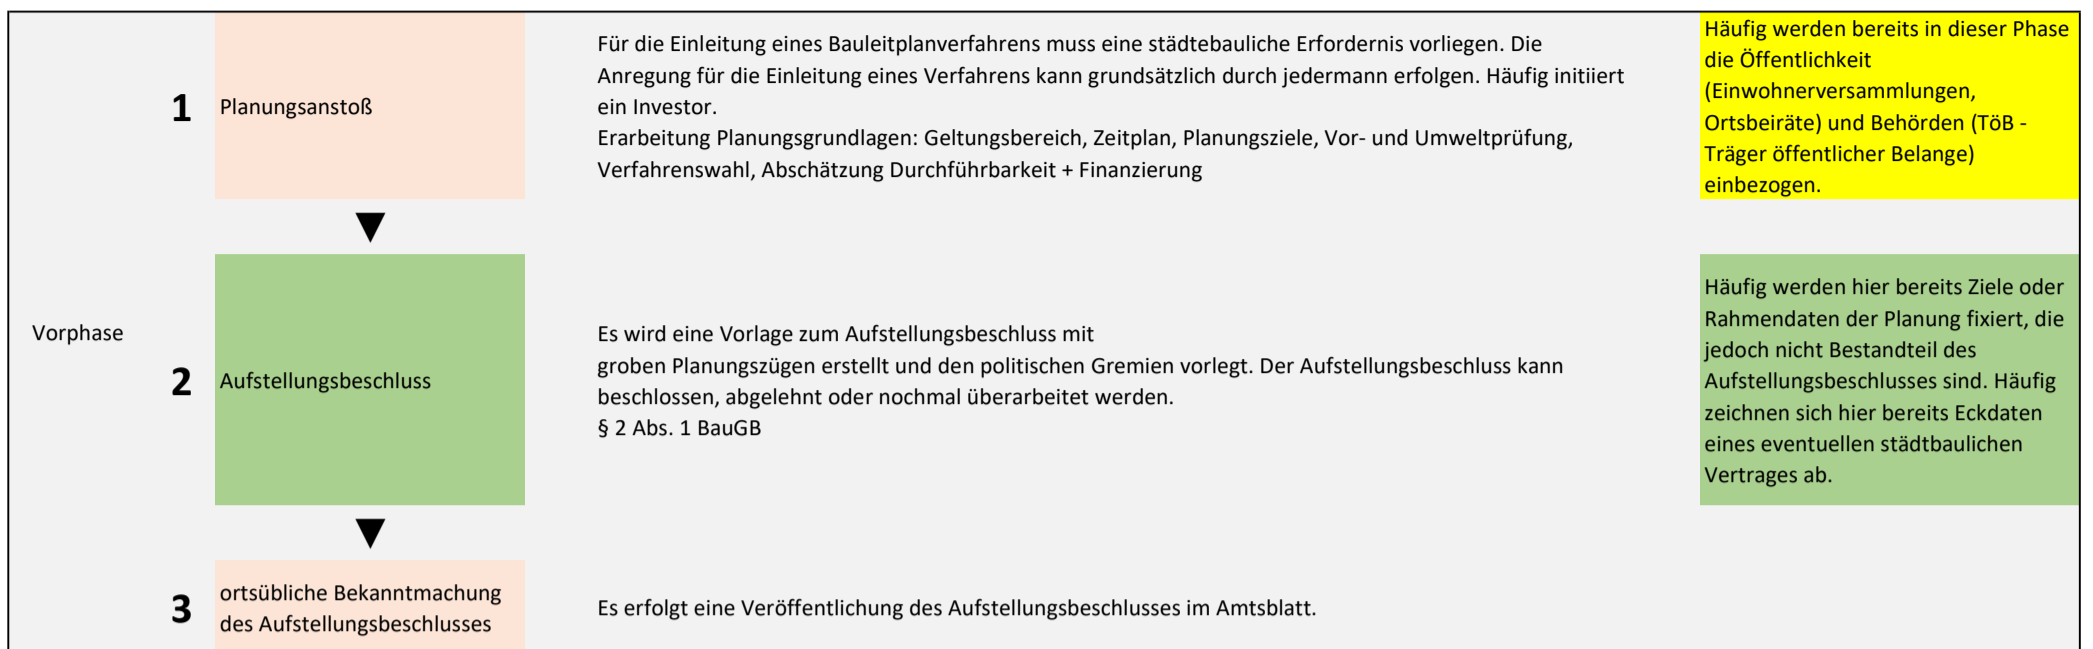 Vorphase
1
Planungsanstoß
Für die Einleitung eines Bauleitplanverfahrens muss eine städtebauliche Erfordernis vorliegen. Die
Anregung für die Einleitung eines Verfahrens kann grundsätzlich durch jedermann erfolgen. Häufig initiiert
ein Investor.
Erarbeitung Planungsgrundlagen: Geltungsbereich, Zeitplan, Planungsziele, Vor- und Umweltprüfung,
Verfahrenswahl, Abschätzung Durchführbarkeit + Finanzierung
Häufig werden bereits in dieser Phase
die Öffentlichkeit
(Einwohnerversammlungen,
Ortsbeiräte) und Behörden (TöB -
Träger öffentlicher Belange)
einbezogen.
2
Aufstellungsbeschluss
Es wird eine Vorlage zum Aufstellungsbeschluss mit
groben Planungszügen erstellt und den politischen Gremien vorlegt. Der Aufstellungsbeschluss kann
beschlossen, abgelehnt oder nochmal überarbeitet werden.
§ 2 Abs. 1 BauGB
Häufig werden hier bereits Ziele oder
Rahmendaten der Planung fixiert, die
jedoch nicht Bestandteil des
Aufstellungsbeschlusses sind. Häufig
zeichnen sich hier bereits Eckdaten
eines eventuellen städtbaulichen
Vertrages ab.
3
ortsübliche Bekanntmachung
des Aufstellungsbeschlusses
Es erfolgt eine Veröffentlichung des Aufstellungsbeschlusses im Amtsblatt.